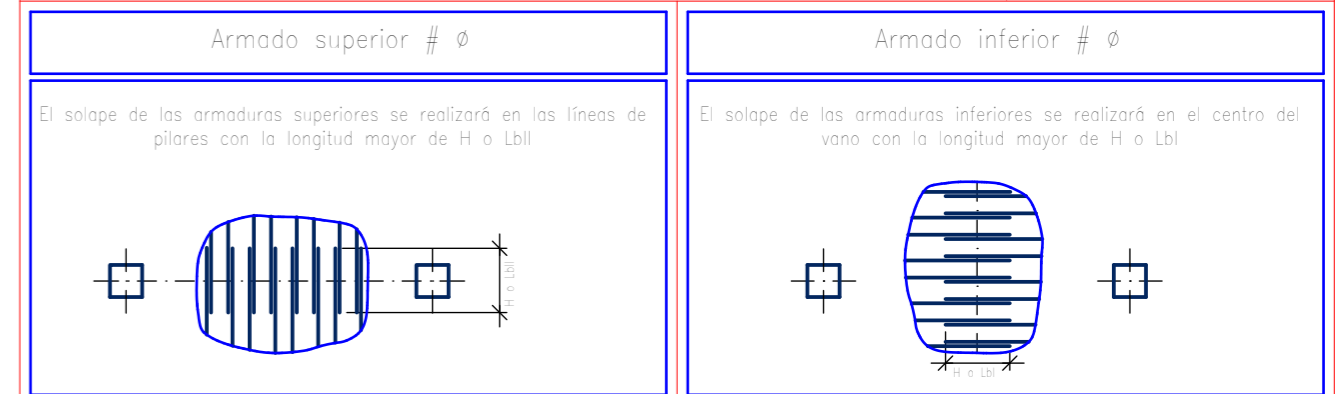 Armado superior # ø
El solape de las armaduras superiores se realizará en las líneas de
pilares con la longitud mayor de H o Lbll
H o Lbll
Armado inferior # ø
El solape de las armaduras inferiores se realizará en el centro del
vano con la longitud mayor de H o Lbl
H o Lbl